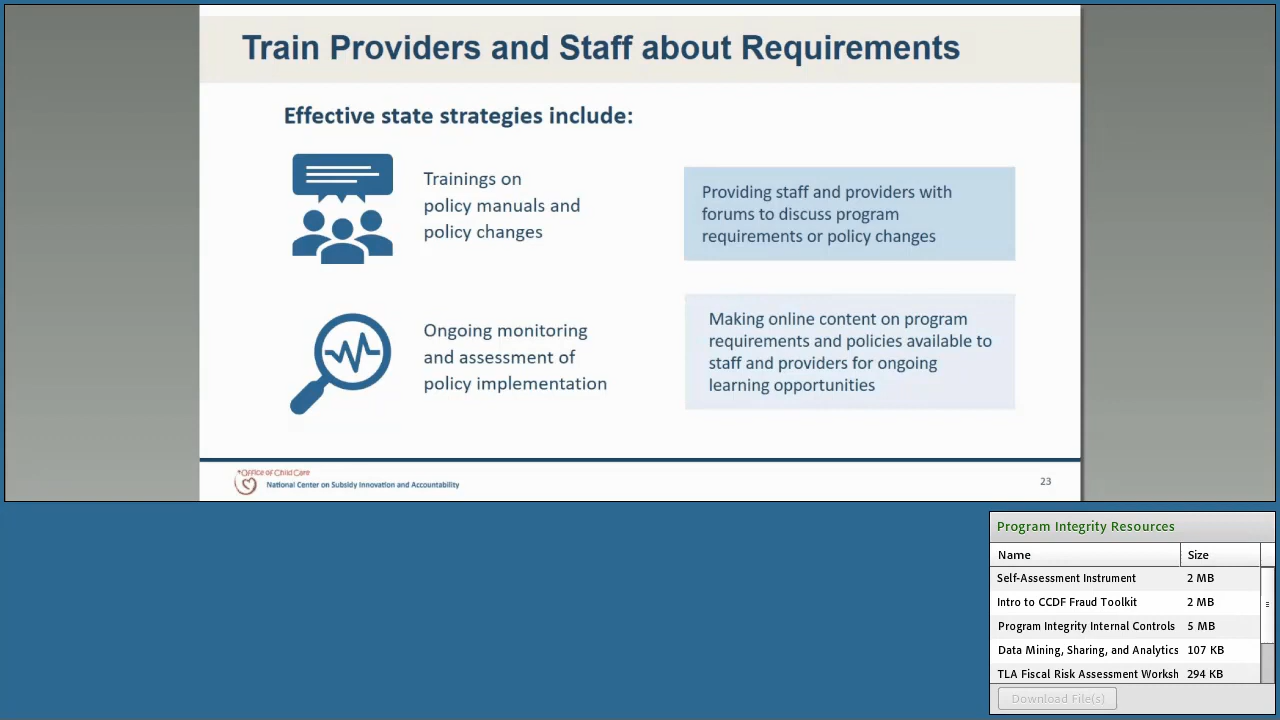 Train Providers and Staff about Requirements
Effective state strategies include:
Trainings on
policy manuals and
policy changes
Providing staff and providers with
forums to discuss program
requirements or policy changes
Ongoing monitoring
and assessment of
policy implementation
Making online content on program
requirements and policies available to
staff and providers for ongoing
learning opportunities
Office of Child Care
National Center on Subsidy Innovation and Accountability
23
Program Integrity Resources
Name Size
Self-Assessment Instrument 2 MB
Intro to CCDF Fraud Toolkit 2 MB
Program Integrity Internal Controls 5 MB
Data Mining, Sharing, and Analytics 107 KB
TLA Fiscal Risk Assessment Worksh 294 KB
Download File(s)